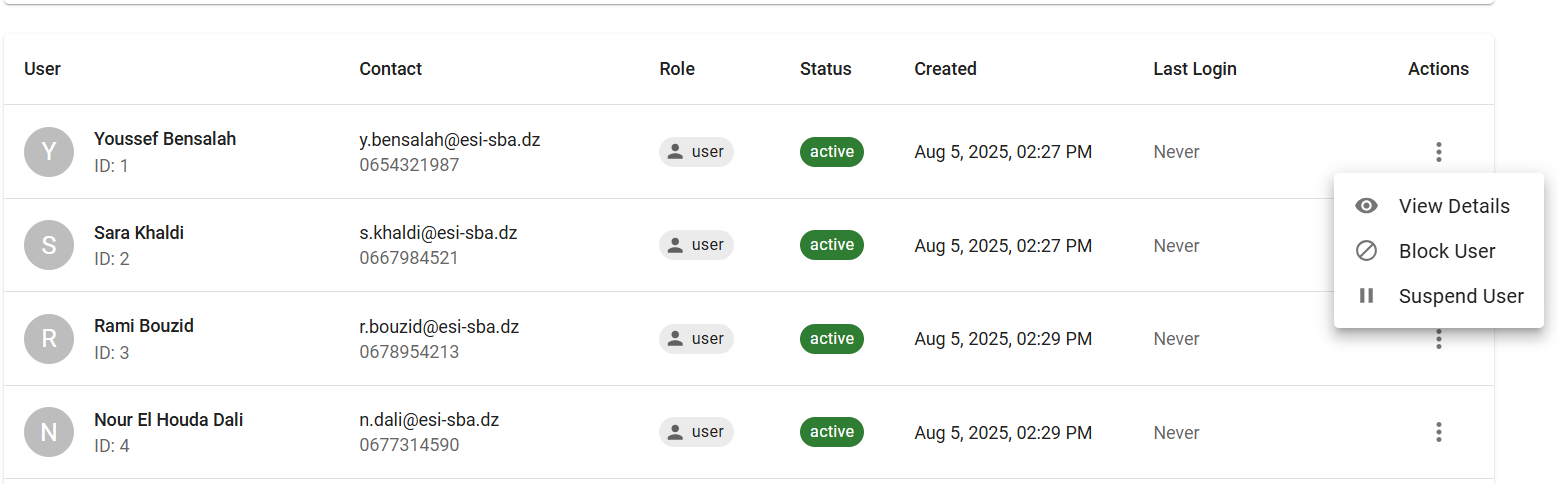 User Contact Role Status Created Last Login Actions
Y Youssef Bensalah y.bensalah@esi-sba.dz user active Aug 5, 2025, 02:27 PM Never
ID: 1 0654321987
View Details
S Sara Khaldi s.khaldi@esi-sba.dz user active Aug 5, 2025, 02:27 PM Never
ID: 2 0667984521
Block User
Suspend User
R Rami Bouzid r.bouzid@esi-sba.dz user active Aug 5, 2025, 02:29 PM Never
ID: 3 0678954213
N Nour El Houda Dali n.dali@esi-sba.dz user active Aug 5, 2025, 02:29 PM Never
ID: 4 0677314590